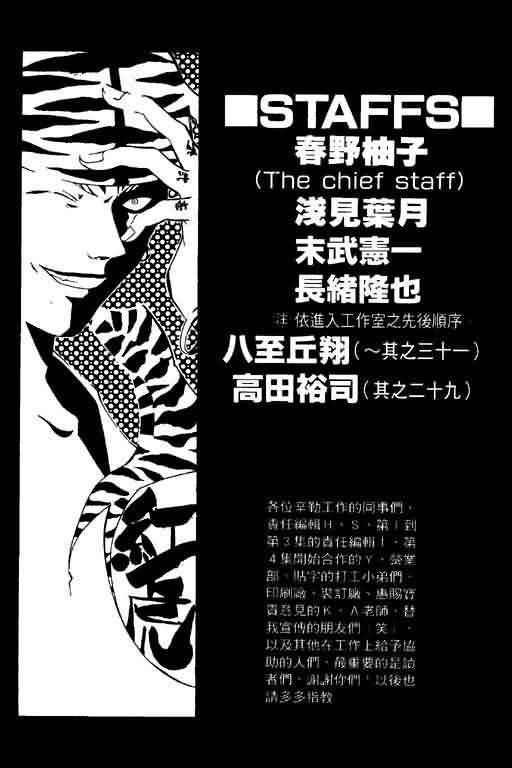 ■STAFFS■
春野柚子
(The chief staff)
淺見葉月
末武憲一
長緒隆也
註 依進入工作室之先後順序
八至丘翔(～其之三十一)
高田裕司(其之二十九)
各位辛勤工作的同事們，
責任編輯Ｈ．Ｓ、第１到
第３集的責任編輯Ｉ、第
４集開始合作的Ｙ、營業
部、貼字的打工小弟們、
印刷廠、裝訂廠、惠賜寶
貴意見的Ｋ．Ａ老師、替
我宣傳的朋友們（笑）、
以及其他在工作上給予協
助的人們，最重要的是讀
者們，謝謝你們！以後也
請多多指教